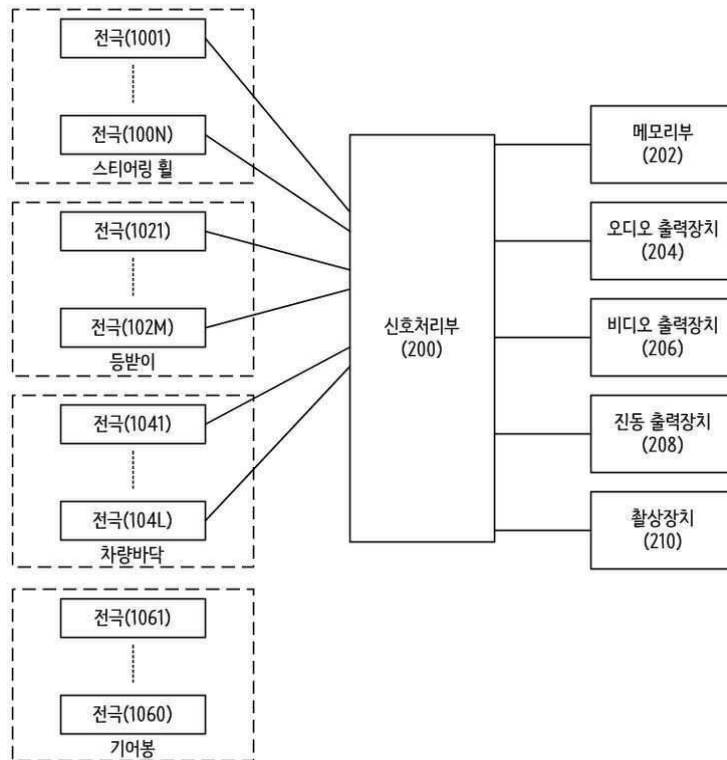 전극(1001)
전극(100N)
스티어링 휠
전극(1021)
전극(102M)
등받이
전극(1041)
전극(104L)
차량바닥
전극(1061)
전극(1060)
기어봉
신호처리부
(200)
메모리부
(202)
오디오 출력장치
(204)
비디오 출력장치
(206)
진동 출력장치
(208)
촬상장치
(210)